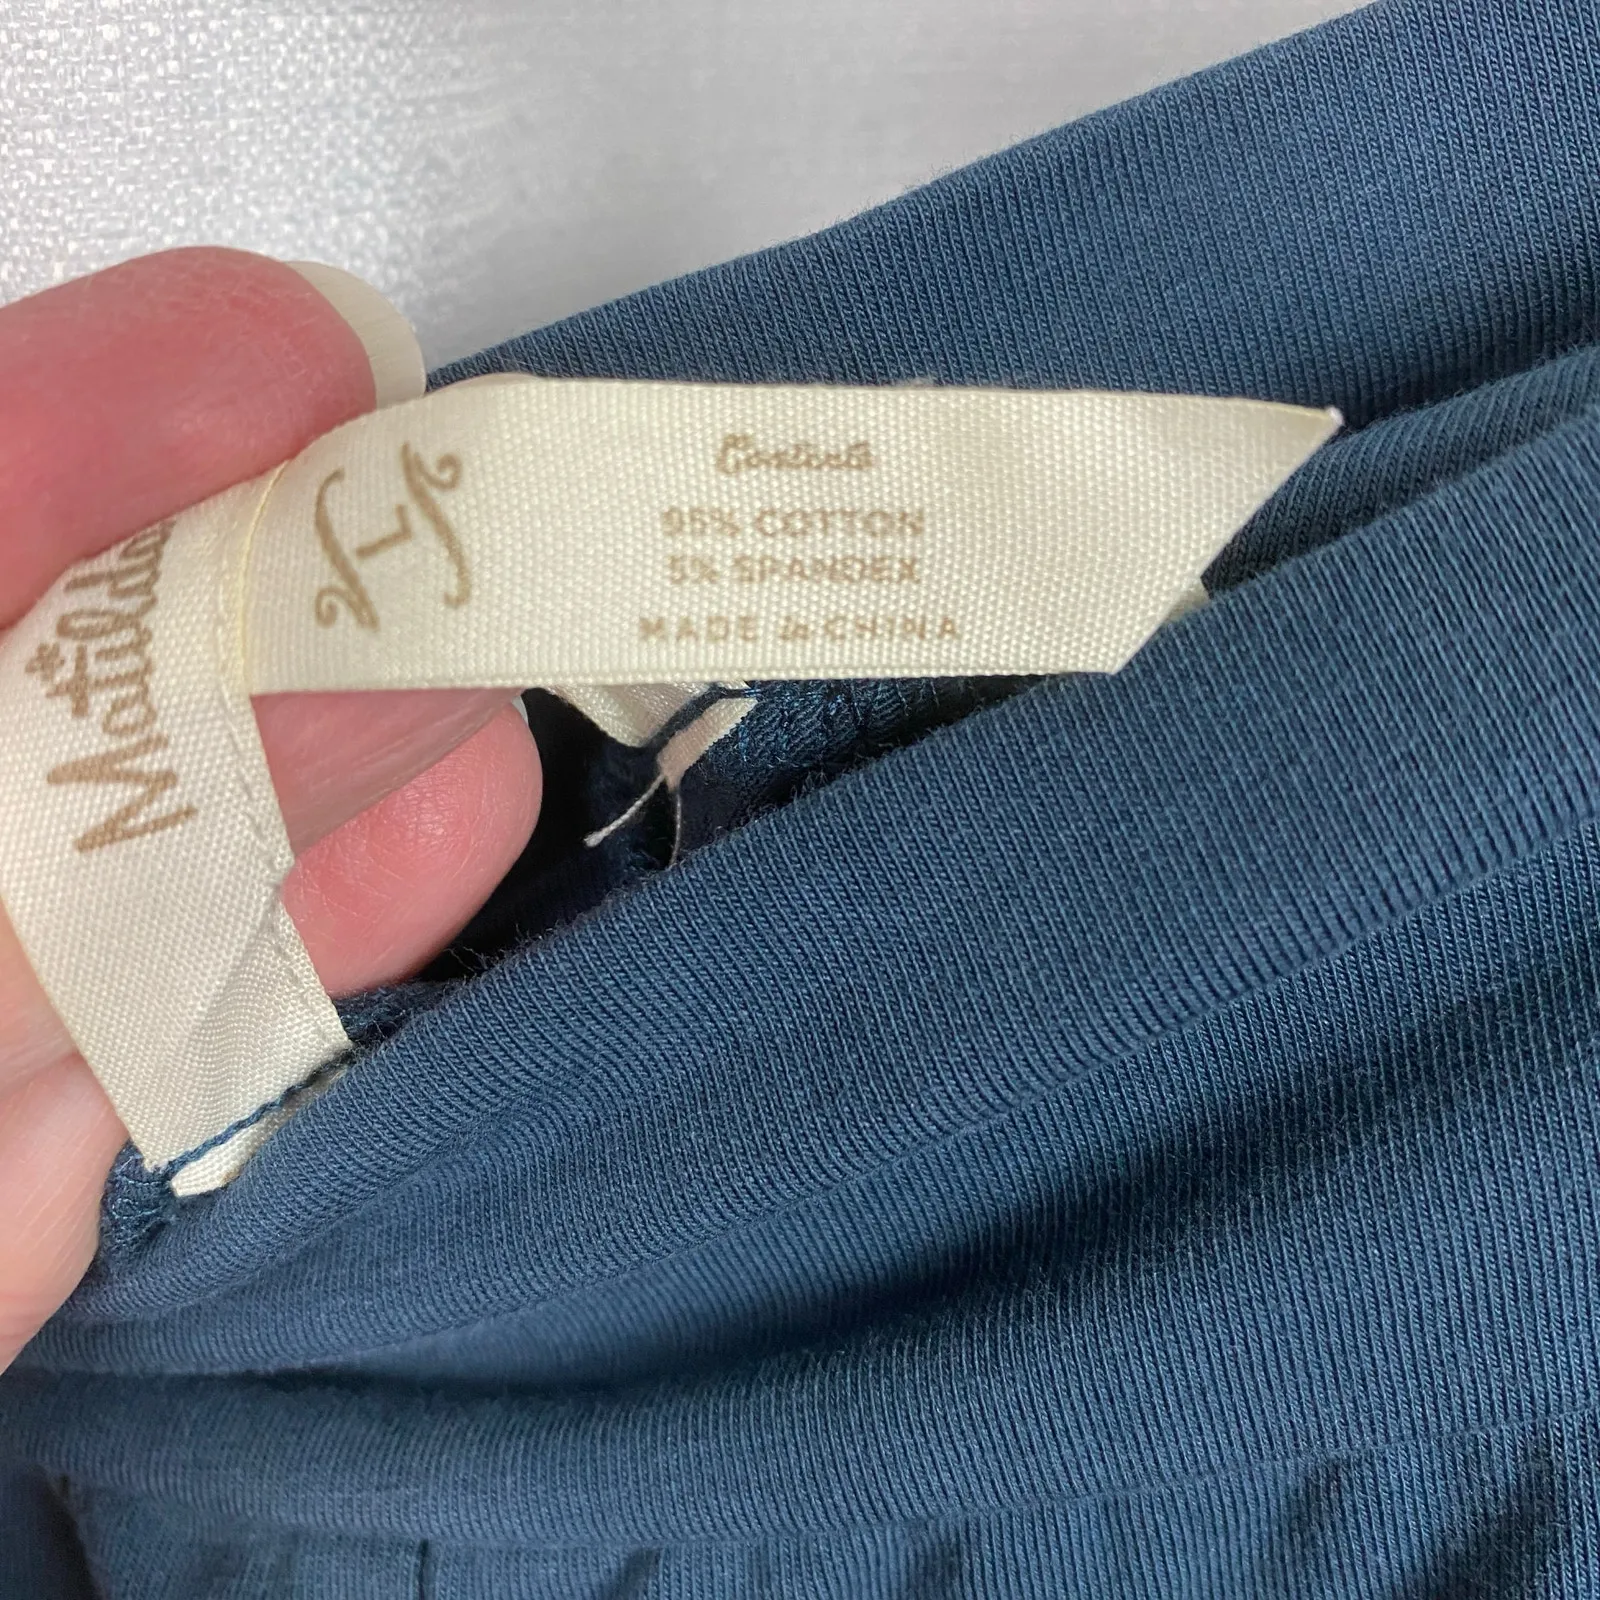 Matilda
L
Contents
95% COTTON
5% SPANDEX
MADE in CHINA